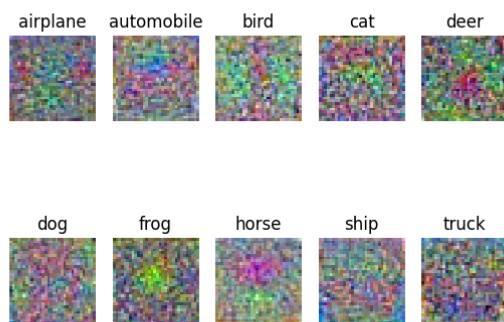 airplane automobile bird cat deer
dog frog horse ship truck